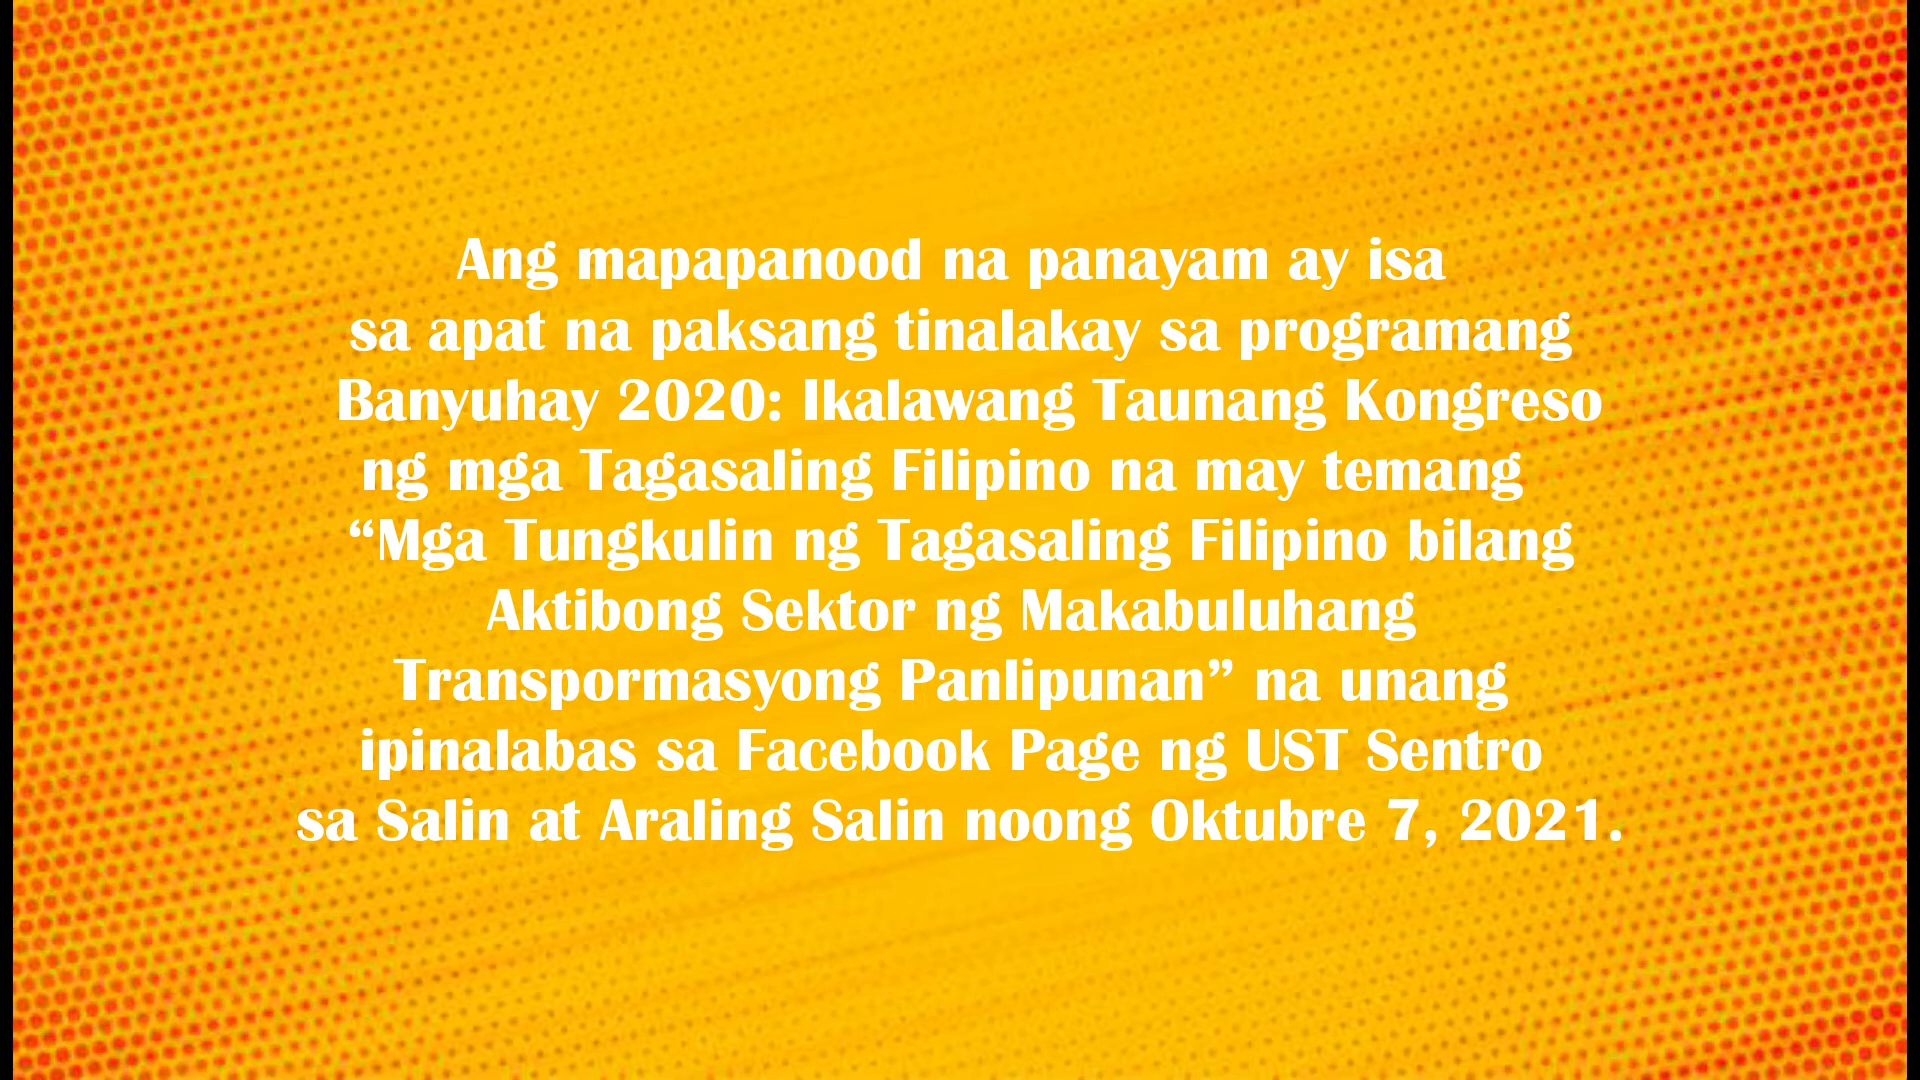 Ang mapapanood na panayam ay isa
sa apat na paksang tinalakay sa programang
Banyuhay 2020: Ikalawang Taunang Kongreso
ng mga Tagasaling Filipino na may temang
“Mga Tungkulin ng Tagasaling Filipino bilang
Aktibong Sektor ng Makabuluhang
Transpormasyong Panlipunan” na unang
ipinalabas sa Facebook Page ng UST Sentro
sa Salin at Araling Salin noong Oktubre 7, 2021.